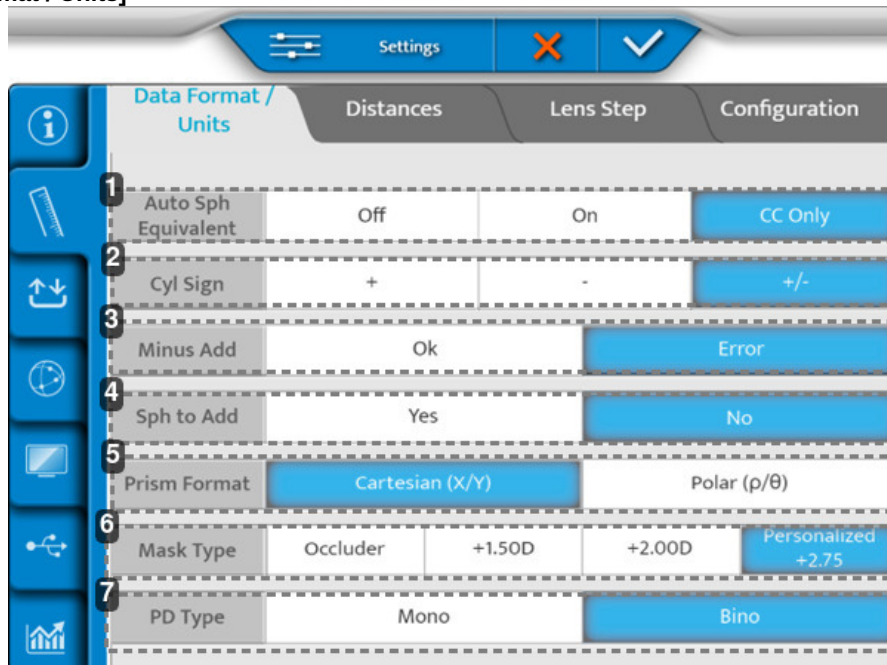 Settings
Data Format / Units
Distances
Lens Step
Configuration
1
Auto Sph
Equivalent
Off
On
CC Only
2
Cyl Sign
+
-
+/-
3
Minus Add
Ok
Error
4
Sph to Add
Yes
No
5
Prism Format
Cartesian (X/Y)
Polar (ρ/θ)
6
Mask Type
Occluder
+1.50D
+2.00D
Personalized
+2.75
7
PD Type
Mono
Bino